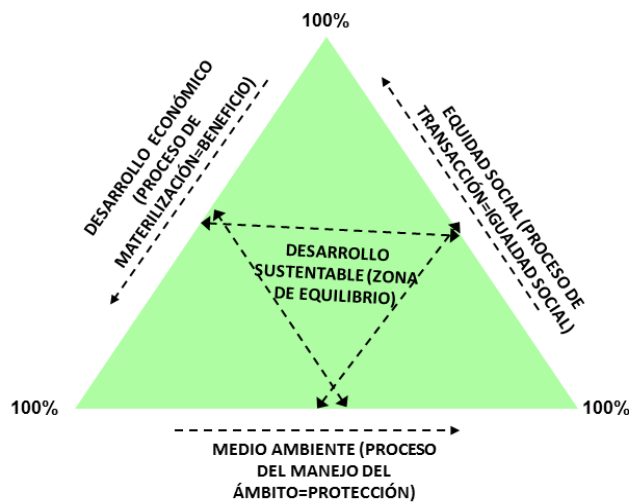 100%
DESARROLLO ECONÓMICO
(PROCESO DE
MATERILIZACIÓN=BENEFICIO)
EQUIDAD SOCIAL (PROCESO DE
TRANSACCIÓN=IGUALDAD SOCIAL)
DESARROLLO
SUSTENTABLE (ZONA
DE EQUILIBRIO)
100%
100%
MEDIO AMBIENTE (PROCESO
DEL MANEJO DEL
ÁMBITO=PROTECCIÓN)